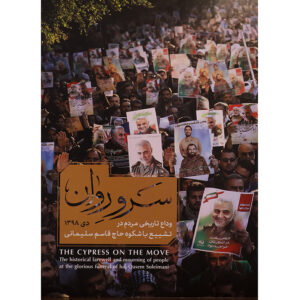 سرو روان
وداع تاریخی مردم در دی ۱۳۹۸
تشییع باشکوه حاج قاسم سلیمانی
THE CYPRESS ON THE MOVE
The historical farewell and mourning of people
at the glorious funeral of haj Qasem Soleimani